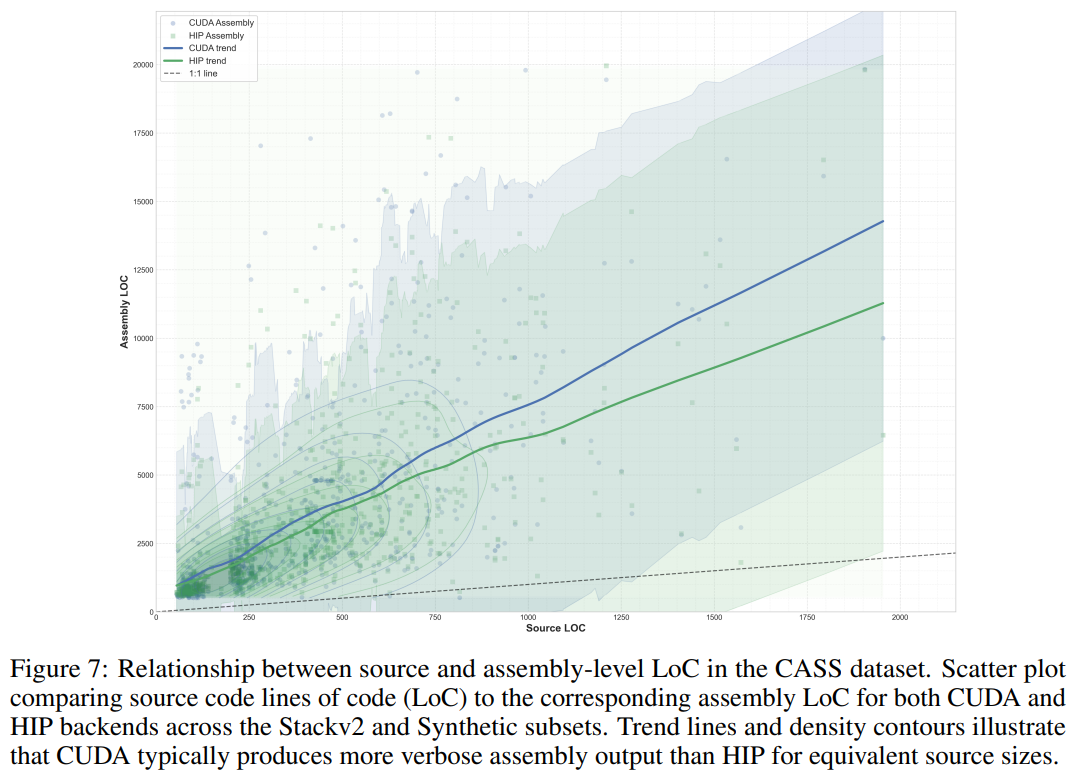 CUDA Assembly
HIP Assembly
CUDA trend
HIP trend
1:1 line
20000
17500
15000
12500
10000
7500
5000
2500
0
Assembly LOC
0 250 500 750 1000 1250 1500 1750 2000
Source LOC
Figure 7: Relationship between source and assembly-level LoC in the CASS dataset. Scatter plot
comparing source code lines of code (LoC) to the corresponding assembly LoC for both CUDA and
HIP backends across the Stackv2 and Synthetic subsets. Trend lines and density contours illustrate
that CUDA typically produces more verbose assembly output than HIP for equivalent source sizes.